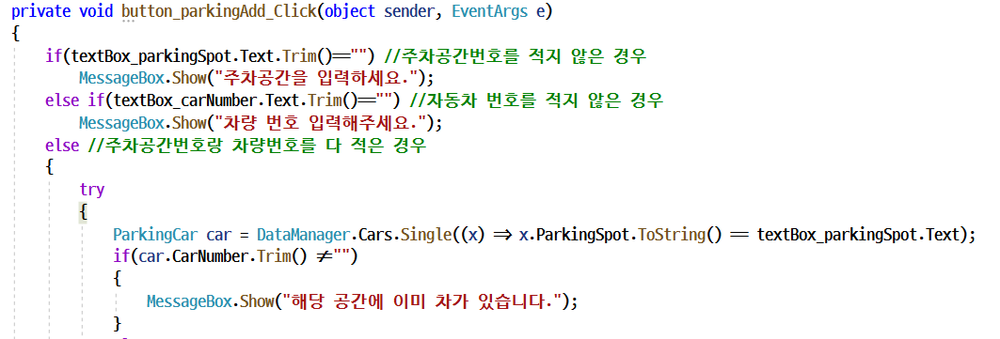 private void button_parkingAdd_Click(object sender, EventArgs e)
{
if(textBox_parkingSpot.Text.Trim()=="") //주차공간번호를 적지 않은 경우
MessageBox.Show("주차공간을 입력하세요.");
else if(textBox_carNumber.Text.Trim()=="") //자동차 번호를 적지 않은 경우
MessageBox.Show("차량 번호 입력해주세요.");
else //주차공간번호랑 차량번호를 다 적은 경우
{
try
{
ParkingCar car = DataManager.Cars.Single((x) => x.ParkingSpot.ToString() == textBox_parkingSpot.Text);
if(car.CarNumber.Trim() ≠"")
{
MessageBox.Show("해당 공간에 이미 차가 있습니다.");
}